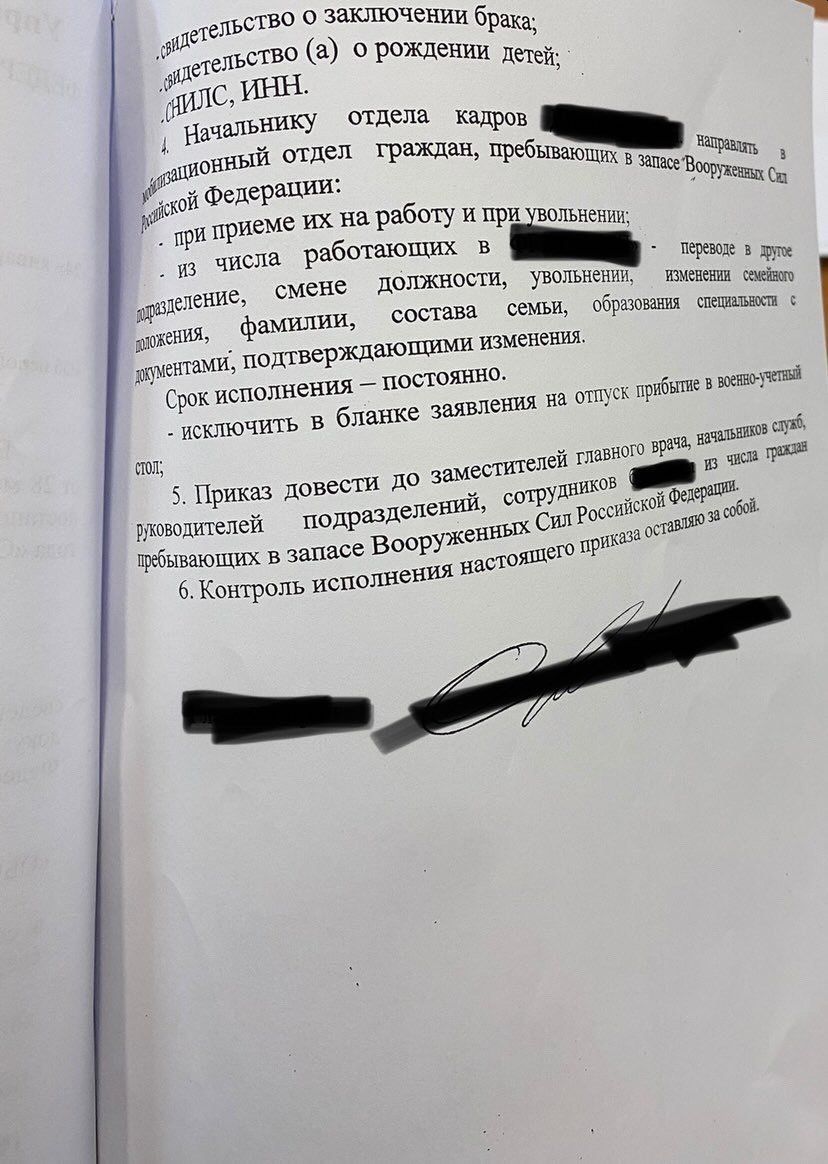 - свидетельство о заключении брака;
- свидетельство (а) о рождении детей;
- СНИЛС, ИНН.
4. Начальнику отдела кадров направлять в
мобилизационный отдел граждан, пребывающих в запасе Вооруженных Сил
Российской Федерации:
- при приеме их на работу и при увольнении;
- из числа работающих в - переводе в другое
подразделение, смене должности, увольнении, изменении семейного
положения, фамилии, состава семьи, образования специальности с
документами, подтверждающими изменения.
Срок исполнения – постоянно.
- исключить в бланке заявления на отпуск прибытие в военно-учетный
стол;
5. Приказ довести до заместителей главного врача, начальников служб,
руководителей подразделений, сотрудников из числа граждан
пребывающих в запасе Вооруженных Сил Российской Федерации.
6. Контроль исполнения настоящего приказа оставляю за собой.